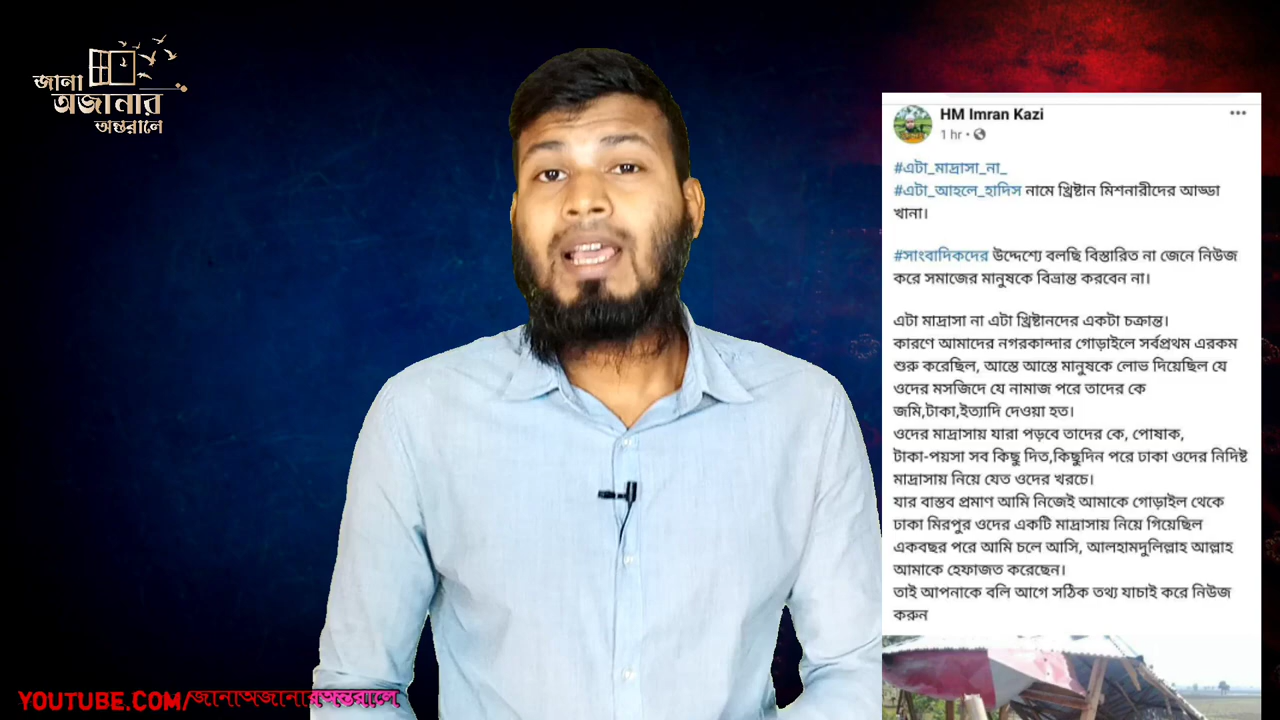 জানা
অজানার
অন্তরালে
HM Imran Kazi
1 hr
#এটা_মাদ্রাসা_না_
#এটা_আহলে_হাদিস নামে খ্রিষ্টান মিশনারীদের আড্ডা
খানা।
#সাংবাদিকদের উদ্দেশ্যে বলছি বিস্তারিত না জেনে নিউজ
করে সমাজের মানুষকে বিভ্রান্ত করবেন না।
এটা মাদ্রাসা না এটা খ্রিষ্টানদের একটা চক্রান্ত।
কারণে আমাদের নগরকান্দার গোড়াইলে সর্বপ্রথম এরকম
শুরু করেছিল, আস্তে আস্তে মানুষকে লোভ দিয়েছিল যে
ওদের মসজিদে যে নামাজ পরে তাদের কে
জমি,টাকা,ইত্যাদি দেওয়া হত।
ওদের মাদ্রাসায় যারা পড়বে তাদের কে, পোষাক,
টাকা-পয়সা সব কিছু দিত,কিছুদিন পরে ঢাকা ওদের নিদিষ্ট
মাদ্রাসায় নিয়ে যেত ওদের খরচে।
যার বাস্তব প্রমাণ আমি নিজেই আমাকে গোড়াইল থেকে
ঢাকা মিরপুর ওদের একটি মাদ্রাসায় নিয়ে গিয়েছিল
একবছর পরে আমি চলে আসি, আলহামদুলিল্লাহ আল্লাহ
আমাকে হেফাজত করেছেন।
তাই আপনাকে বলি আগে সঠিক তথ্য যাচাই করে নিউজ
করুন
YOUTUBE.COM/জানাঅজানারঅন্তরালে